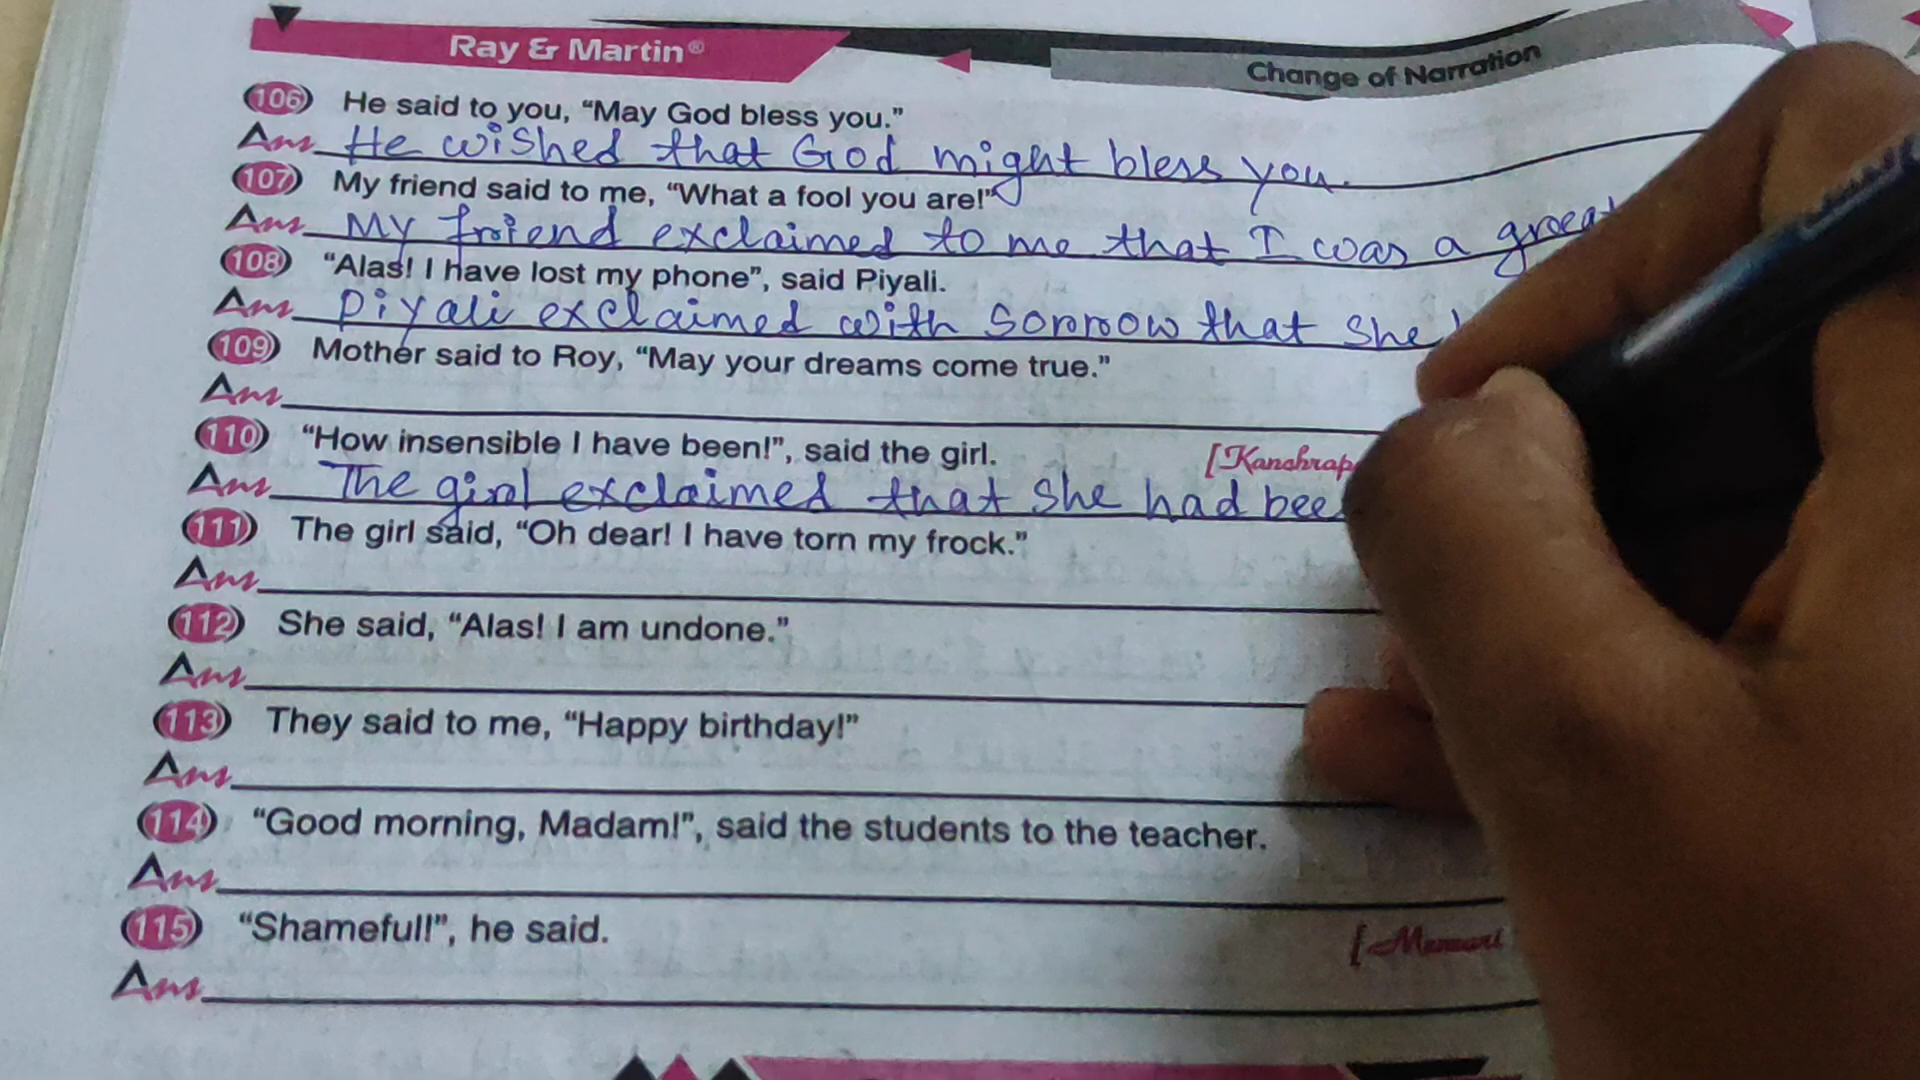 Ray & Martin®
Change of Narration
106 He said to you, “May God bless you.”
Ans He wished that God might bless you.
107 My friend said to me, “What a fool you are!”
Ans My friend exclaimed to me that I was a great
108 “Alas! I have lost my phone”, said Piyali.
Ans Piyali exclaimed with sorrow that she
109 Mother said to Roy, “May your dreams come true.”
Ans
110 “How insensible I have been!”, said the girl.
Ans The girl exclaimed that she had
111 The girl said, “Oh dear! I have torn my frock.”
Ans
112 She said, “Alas! I am undone.”
Ans
113 They said to me, “Happy birthday!”
Ans
114 “Good morning, Madam!”, said the students to the teacher.
Ans
115 “Shameful!”, he said.
Ans